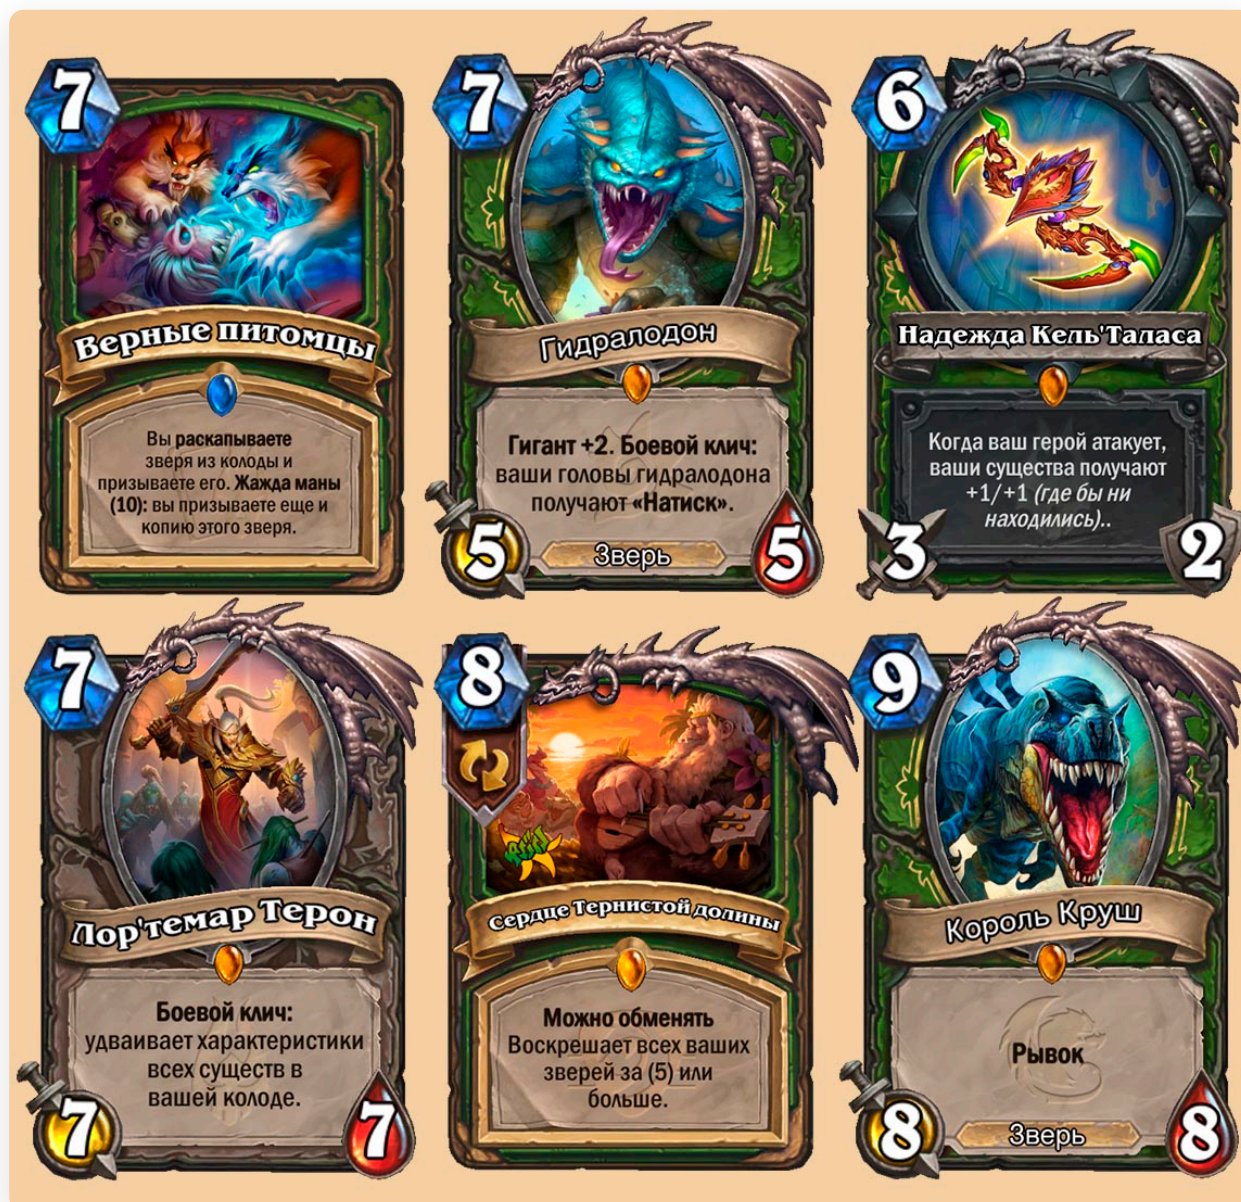 7
Верные питомцы
Вы раскапываете
зверя из колоды и
призываете его. Жажда маны
(10): вы призываете еще и
копию этого зверя.
7
Гидралодон
Гигант +2. Боевой клич:
ваши головы гидралодона
получают «Натиск».
5
Зверь
5
6
Надежда Кель'Таласа
Когда ваш герой атакует,
ваши существа получают
+1/+1 (где бы ни
находились)..
3
2
7
Лор'темар Терон
Боевой клич:
удваивает характеристики
всех существ в
вашей колоде.
7
7
8
Сердце Тернистой долины
Можно обменять
Воскрешает всех ваших
зверей за (5) или
больше.
9
Король Круш
Рывок
8
Зверь
8